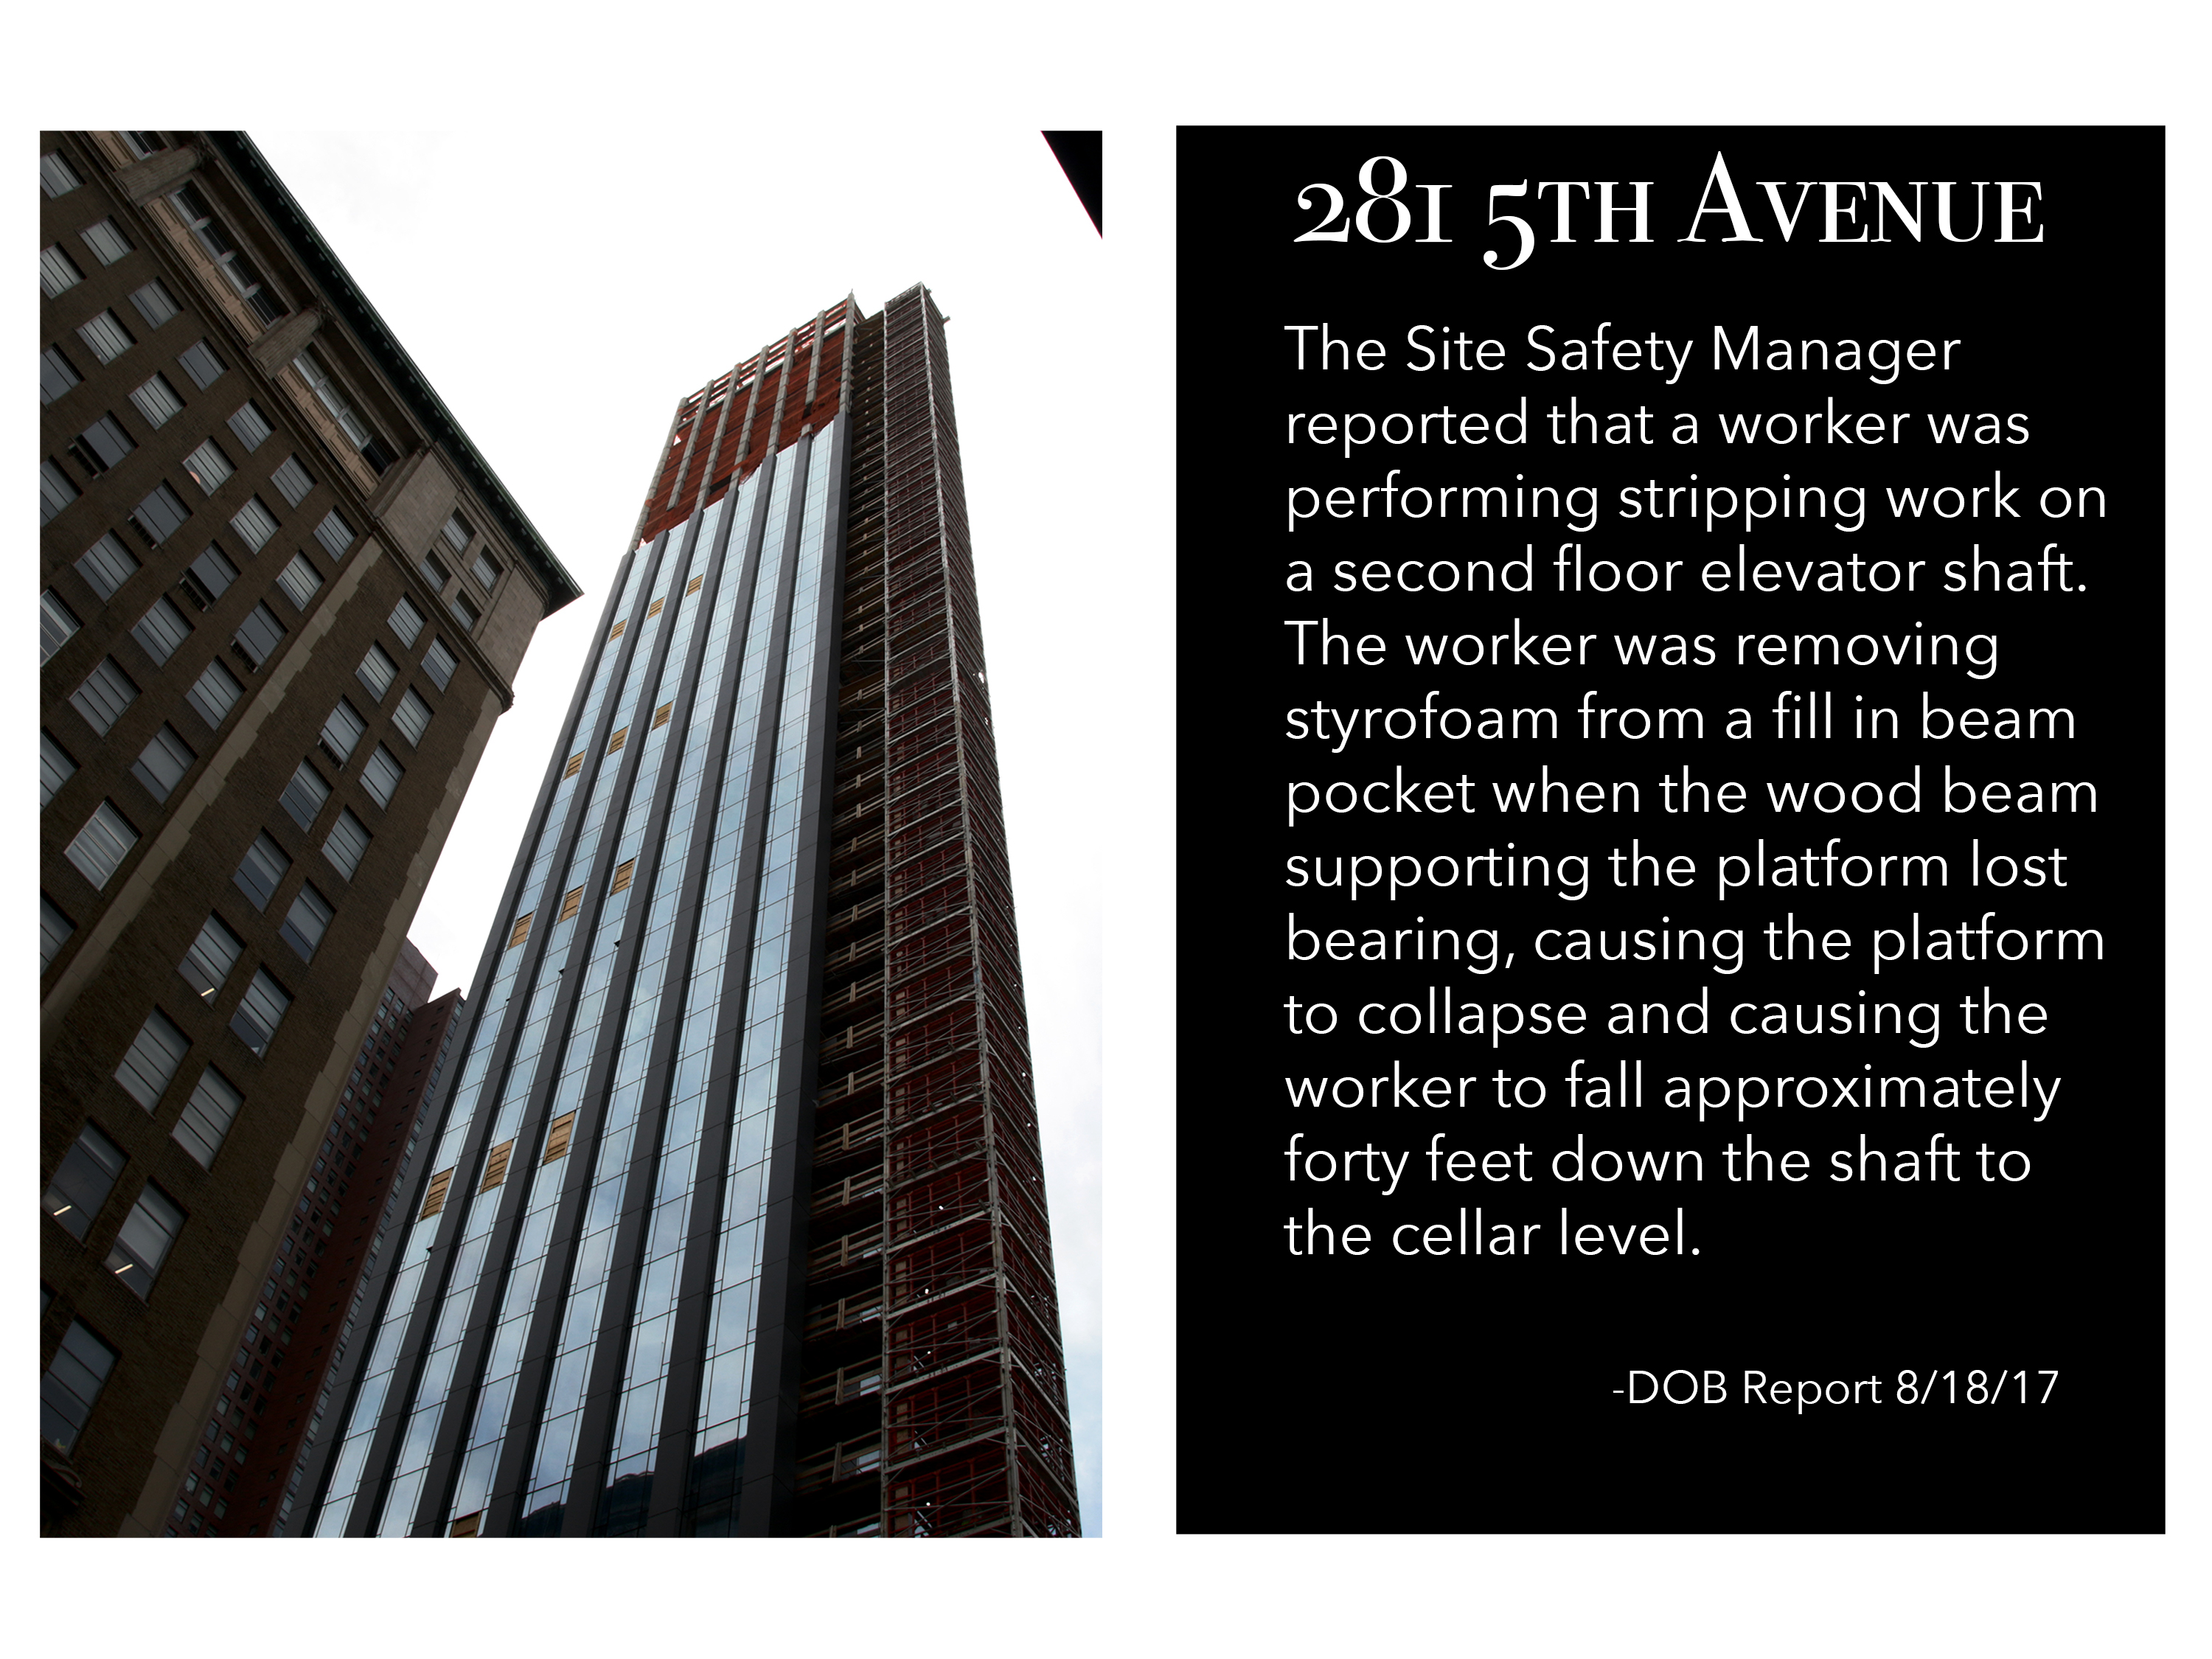 281 5TH AVENUE
The Site Safety Manager
reported that a worker was
performing stripping work on
a second floor elevator shaft.
The worker was removing
styrofoam from a fill in beam
pocket when the wood beam
supporting the platform lost
bearing, causing the platform
to collapse and causing the
worker to fall approximately
forty feet down the shaft to
the cellar level.
-DOB Report 8/18/17